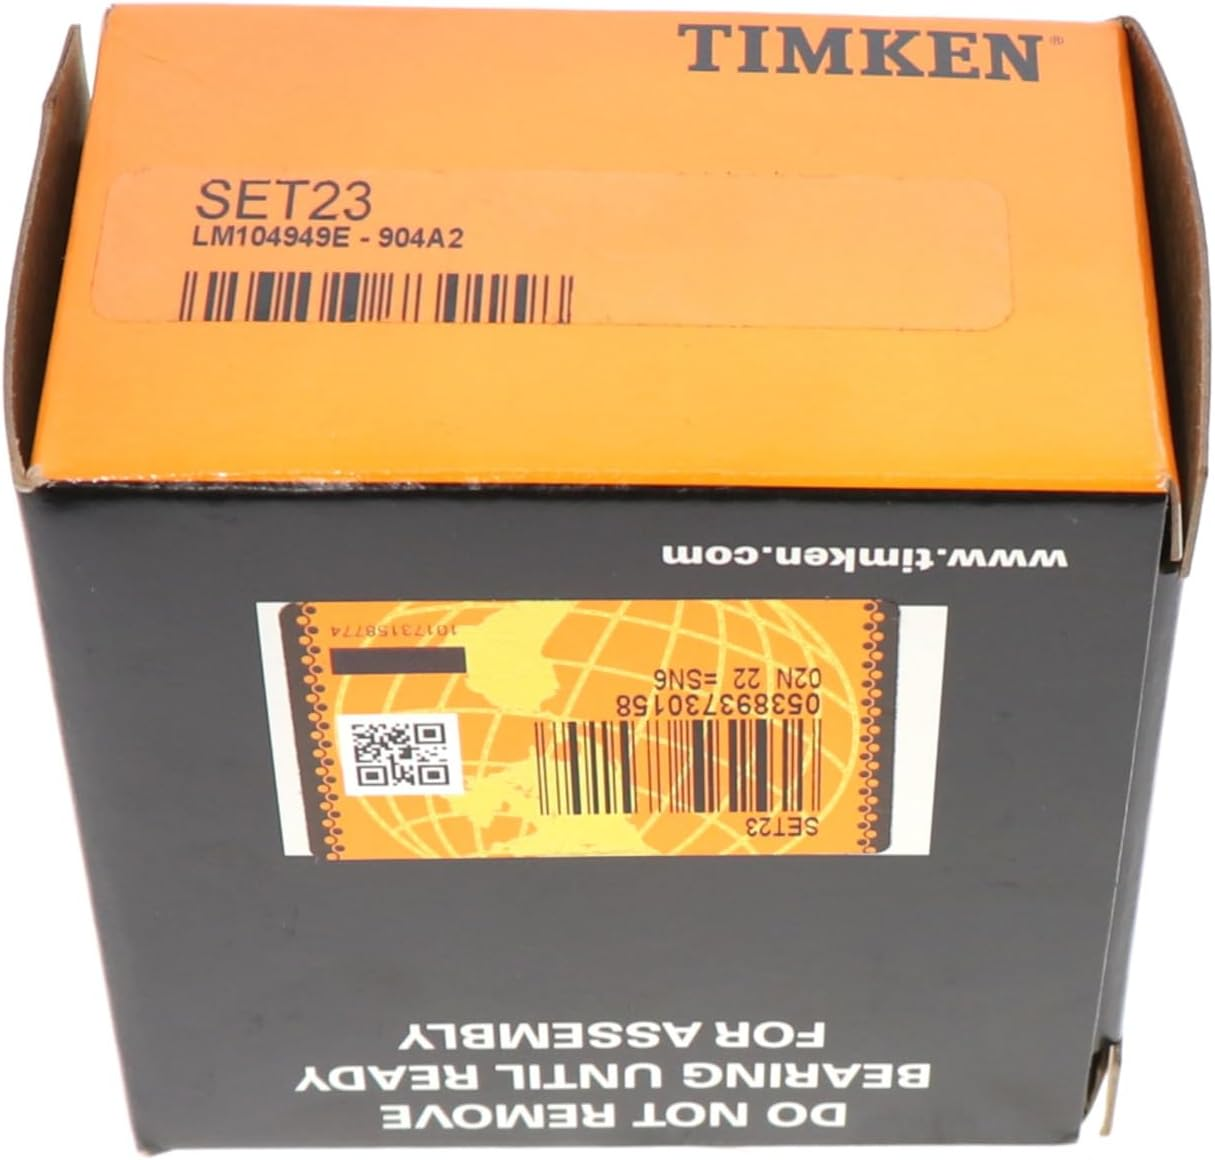 TIMKEN®
SET23
LM104949E - 904A2
www.timken.com
DO NOT REMOVE
BEARING UNTIL READY
FOR ASSEMBLY
SET23
053893730158
02N 22 =SN6
10173158774